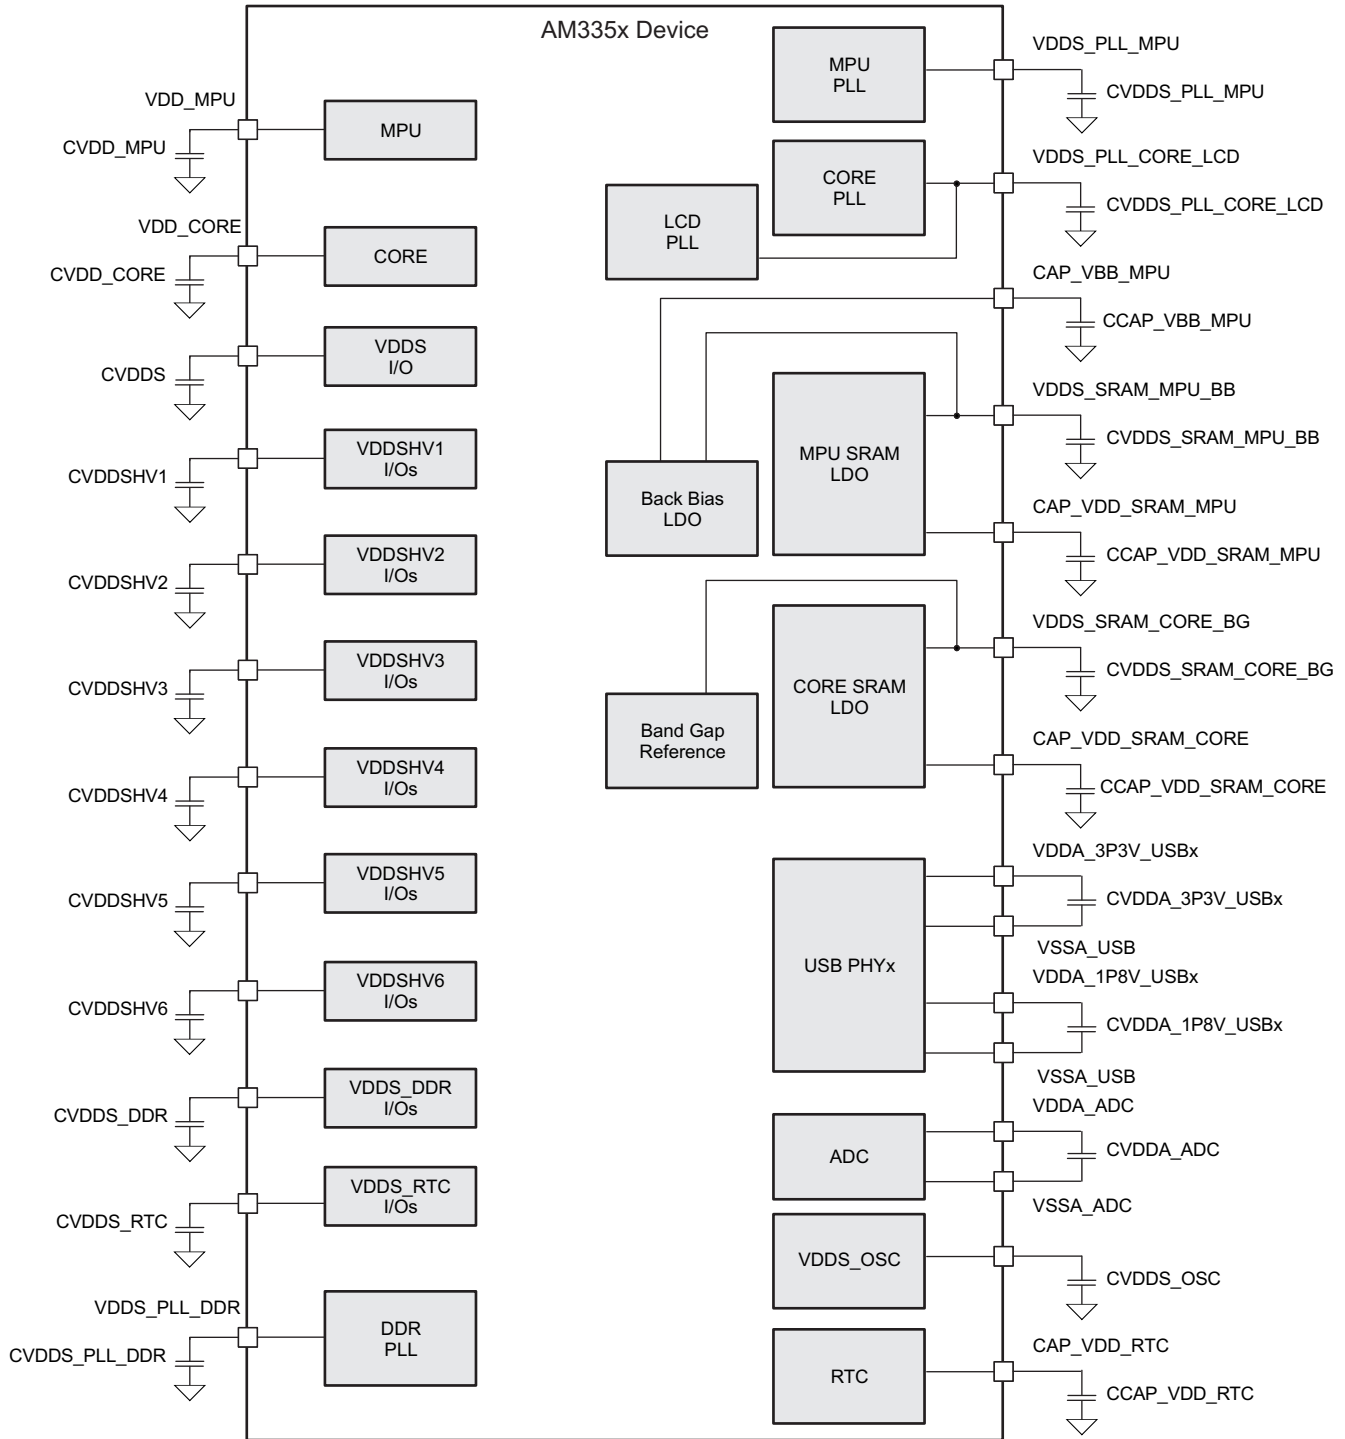 AM335x Device
VDD_MPU
CVDD_MPU
MPU
VDD_CORE
CVDD_CORE
CORE
CVDDS
VDDS
I/O
CVDDSHV1
VDDSHV1
I/Os
CVDDSHV2
VDDSHV2
I/Os
CVDDSHV3
VDDSHV3
I/Os
CVDDSHV4
VDDSHV4
I/Os
CVDDSHV5
VDDSHV5
I/Os
CVDDSHV6
VDDSHV6
I/Os
CVDDS_DDR
VDDS_DDR
I/Os
CVDDS_RTC
VDDS_RTC
I/Os
VDDS_PLL_DDR
CVDDS_PLL_DDR
DDR
PLL
MPU
PLL
VDDS_PLL_MPU
CVDDS_PLL_MPU
CORE
PLL
LCD
PLL
VDDS_PLL_CORE_LCD
CVDDS_PLL_CORE_LCD
CAP_VBB_MPU
CCAP_VBB_MPU
MPU SRAM
LDO
Back Bias
LDO
VDDS_SRAM_MPU_BB
CVDDS_SRAM_MPU_BB
CAP_VDD_SRAM_MPU
CCAP_VDD_SRAM_MPU
CORE SRAM
LDO
Band Gap
Reference
VDDS_SRAM_CORE_BG
CVDDS_SRAM_CORE_BG
CAP_VDD_SRAM_CORE
CCAP_VDD_SRAM_CORE
USB PHYx
VDDA_3P3V_USBx
CVDDA_3P3V_USBx
VSSA_USB
VDDA_1P8V_USBx
CVDDA_1P8V_USBx
VSSA_USB
ADC
VDDA_ADC
CVDDA_ADC
VSSA_ADC
VDDS_OSC
CVDDS_OSC
RTC
CAP_VDD_RTC
CCAP_VDD_RTC